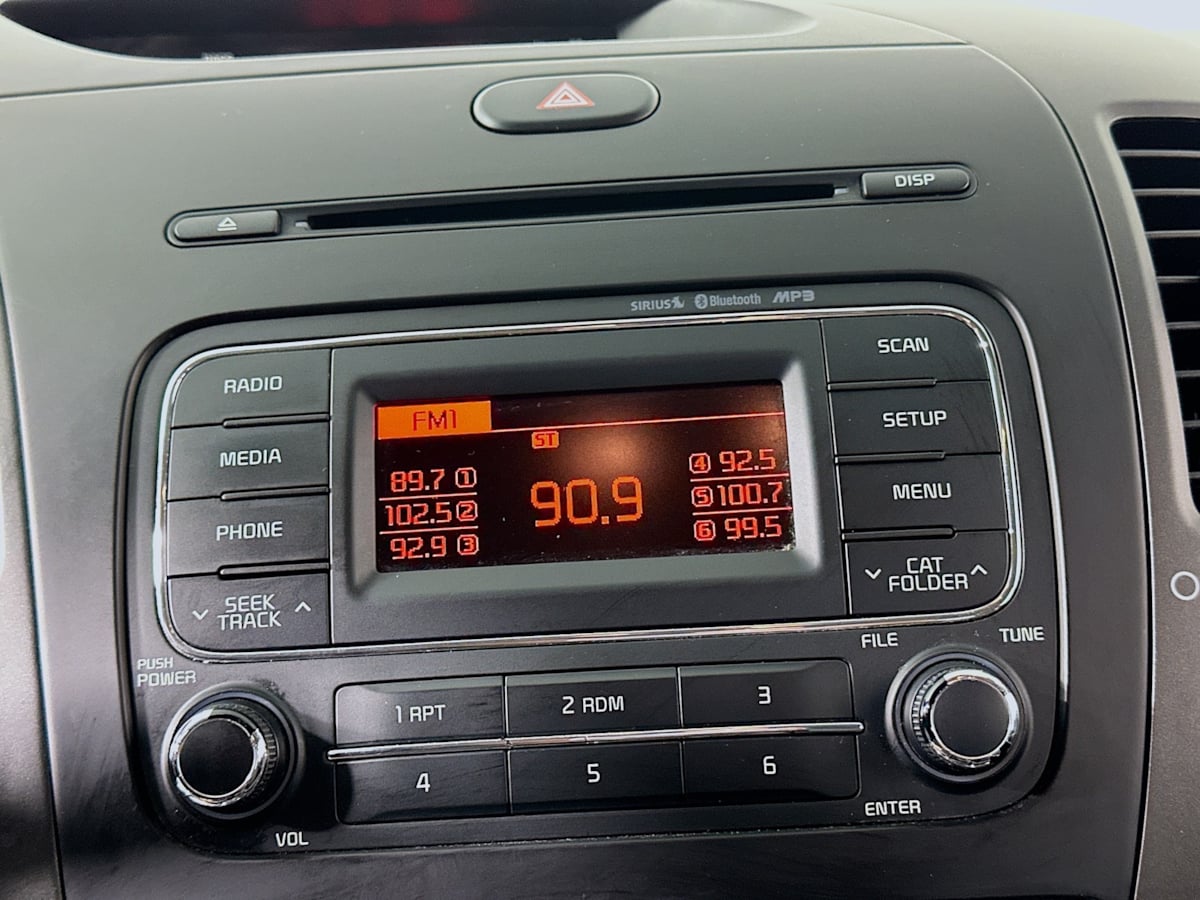 DISP
SIRIUS Bluetooth MP3
RADIO
MEDIA
PHONE
SEEK
TRACK
FM1
ST
89.7 1
102.5 2
92.9 3
90.9
4 92.5
5 100.7
6 99.5
SCAN
SETUP
MENU
CAT
FOLDER
PUSH
POWER
VOL
1 RPT
2 RDM
3
4
5
6
FILE
TUNE
ENTER